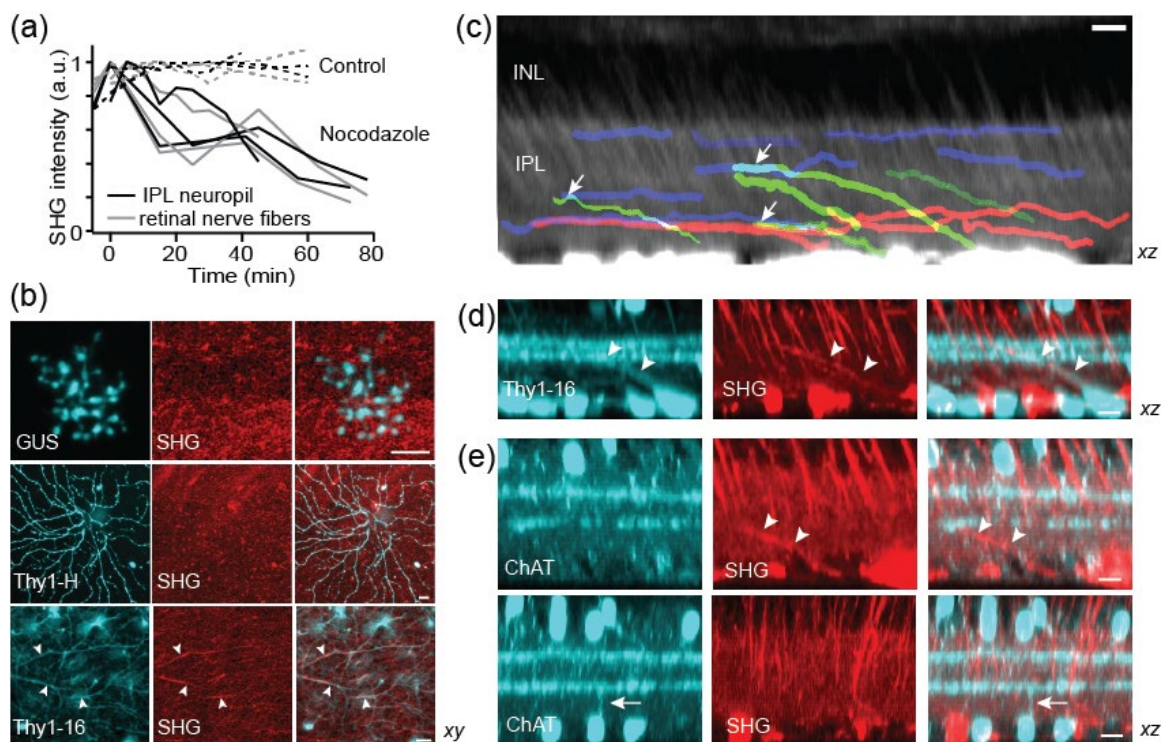 (a)
SHG intensity (a.u.)
1
0
Control
Nocodazole
IPL neuropil
retinal nerve fibers
0 20 40 60 80
Time (min)
(b)
GUS SHG
Thy1-H SHG
Thy1-16 SHG xy
(c)
INL
IPL
xz
(d)
Thy1-16 SHG xz
(e)
ChAT SHG
ChAT SHG xz